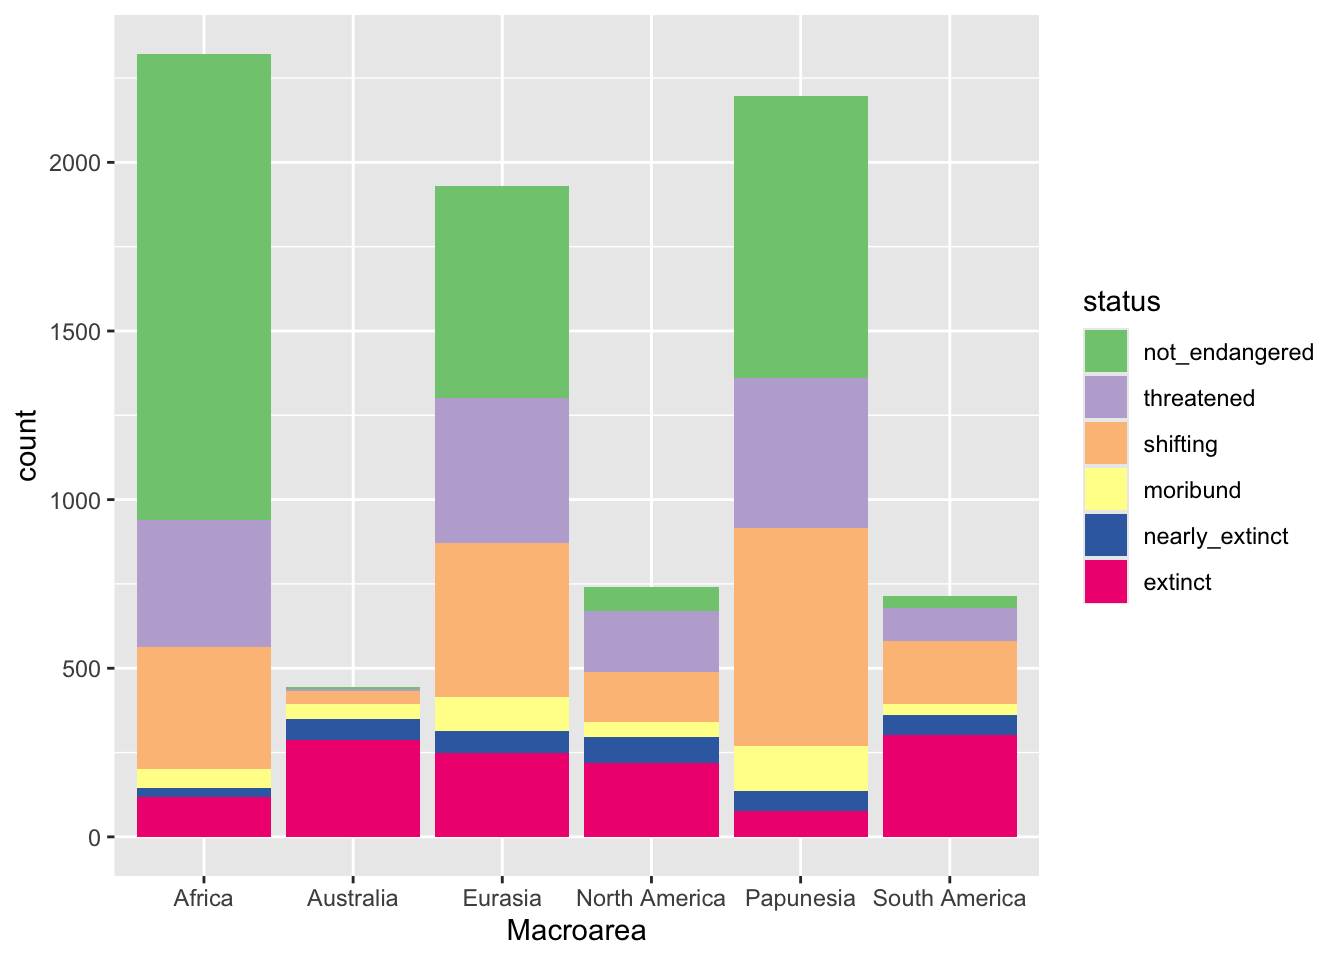 count
2000
1500
1000
500
0
Africa
Australia
Eurasia
North America
Papunesia
South America
Macroarea
status
not_endangered
threatened
shifting
moribund
nearly_extinct
extinct